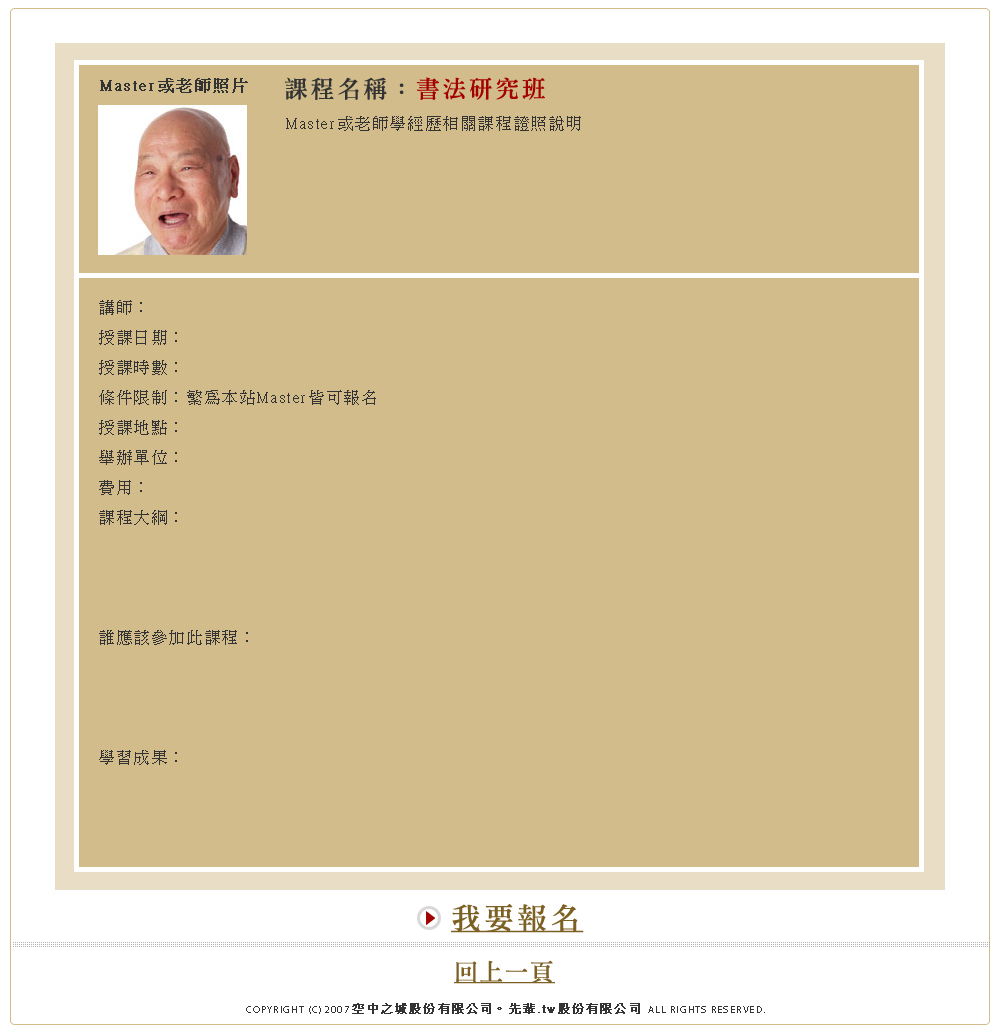 Master或老師照片
課程名稱：書法研究班
Master或老師學經歷相關課程證照說明
講師：
授課日期：
授課時數：
條件限制：繄為本站Master皆可報名
授課地點：
舉辦單位：
費用：
課程大綱：
誰應該參加此課程：
學習成果：
我要報名
回上一頁
COPYRIGHT (C) 2007 空中之城股份有限公司。先輩.tw股份有限公司 ALL RIGHTS RESERVED.